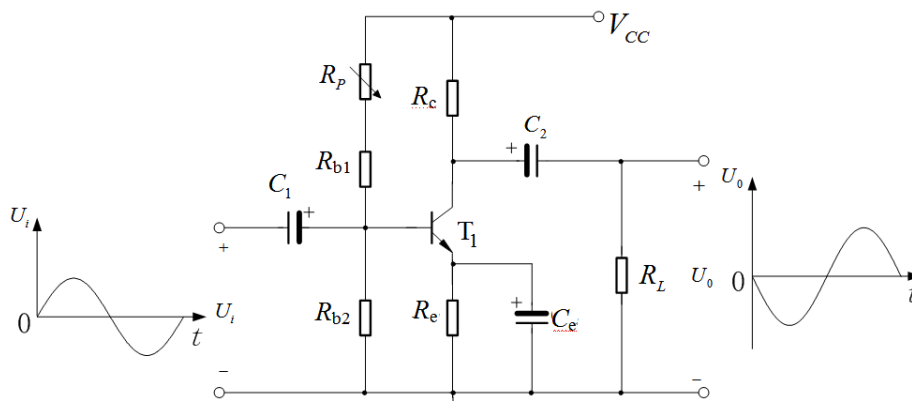 V_CC
R_P
R_c
C_2
+
+
U_0
R_b1
C_1
+
U_i
+
T_1
0
t
U_i
R_b2
R_e
+
C_e
R_L
U_0
0
t
−
−